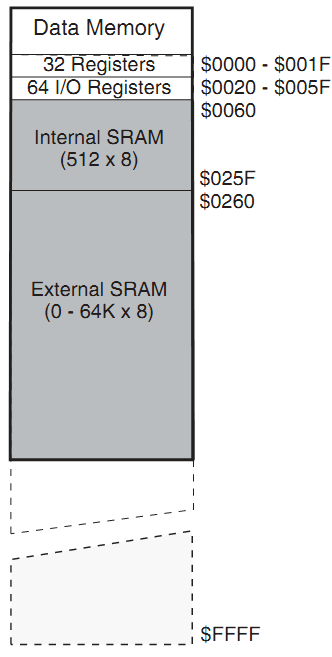 Data Memory
32 Registers $0000 - $001F
64 I/O Registers $0020 - $005F
$0060
Internal SRAM
(512 x 8)
$025F
$0260
External SRAM
(0 - 64K x 8)
$FFFF